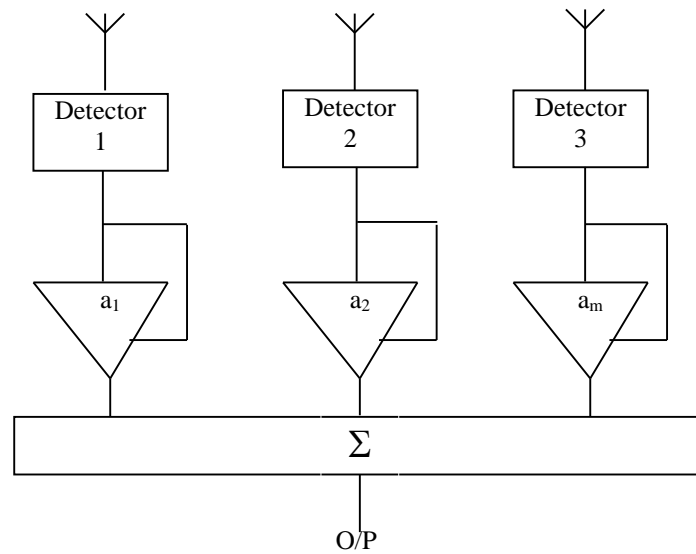 Detector
1
Detector
2
Detector
3
a₁
a₂
aₘ
Σ
O/P